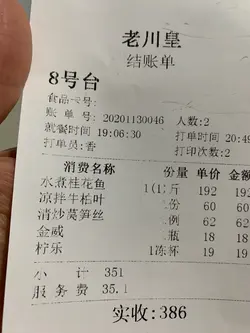 老川皇
结账单
8号台
食品卡号:
账 单 号: 20201130046 人数:2
就餐时间 19:06:30 打单时间 20:49
打单员:香 打印次数:2
消费名称 份量 单价 金额
水煮桂花鱼 1(1)斤 192 192
凉拌牛柏叶 份 60 60
清炒莴笋丝 例 62 62
金威 瓶 18 18
柠乐 1冻杯 19 19
小 计 351
服 务 费 35.1
实收:386